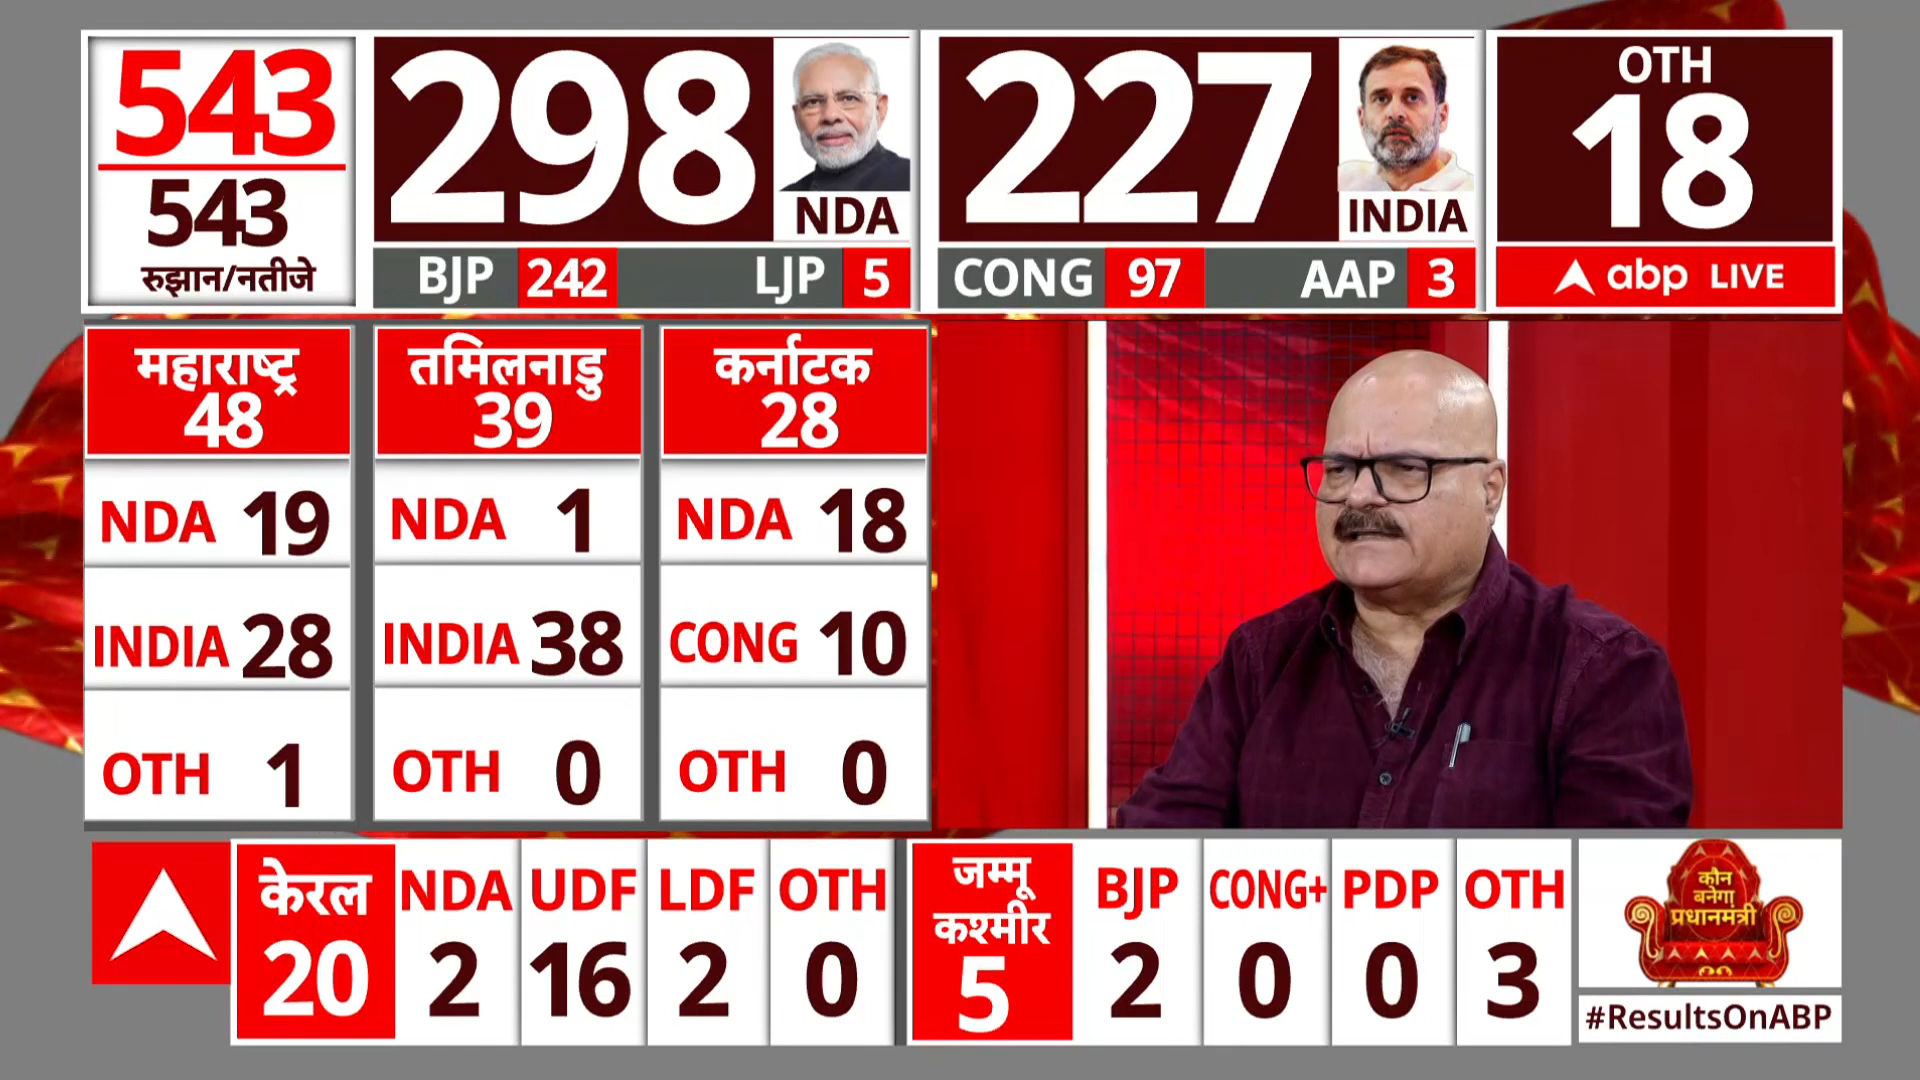 543
543
रुझान/नतीजे
298
NDA
BJP 242
LJP 5
227
INDIA
CONG 97
AAP 3
OTH
18
abp LIVE
महाराष्ट्र
48
NDA 19
INDIA 28
OTH 1
तमिलनाडु
39
NDA 1
INDIA 38
OTH 0
कर्नाटक
28
NDA 18
CONG 10
OTH 0
केरल
20
NDA
2
UDF
16
LDF
2
OTH
0
जम्मू
कश्मीर
5
BJP
2
CONG+
0
PDP
0
OTH
3
कौन
बनेगा
प्रधानमंत्री
#ResultsOnABP